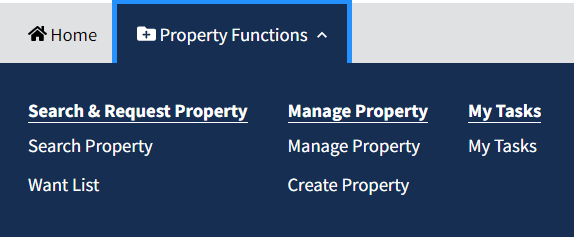 Home Property Functions
Search & Request Property Manage Property My Tasks
Search Property Manage Property My Tasks
Want List Create Property